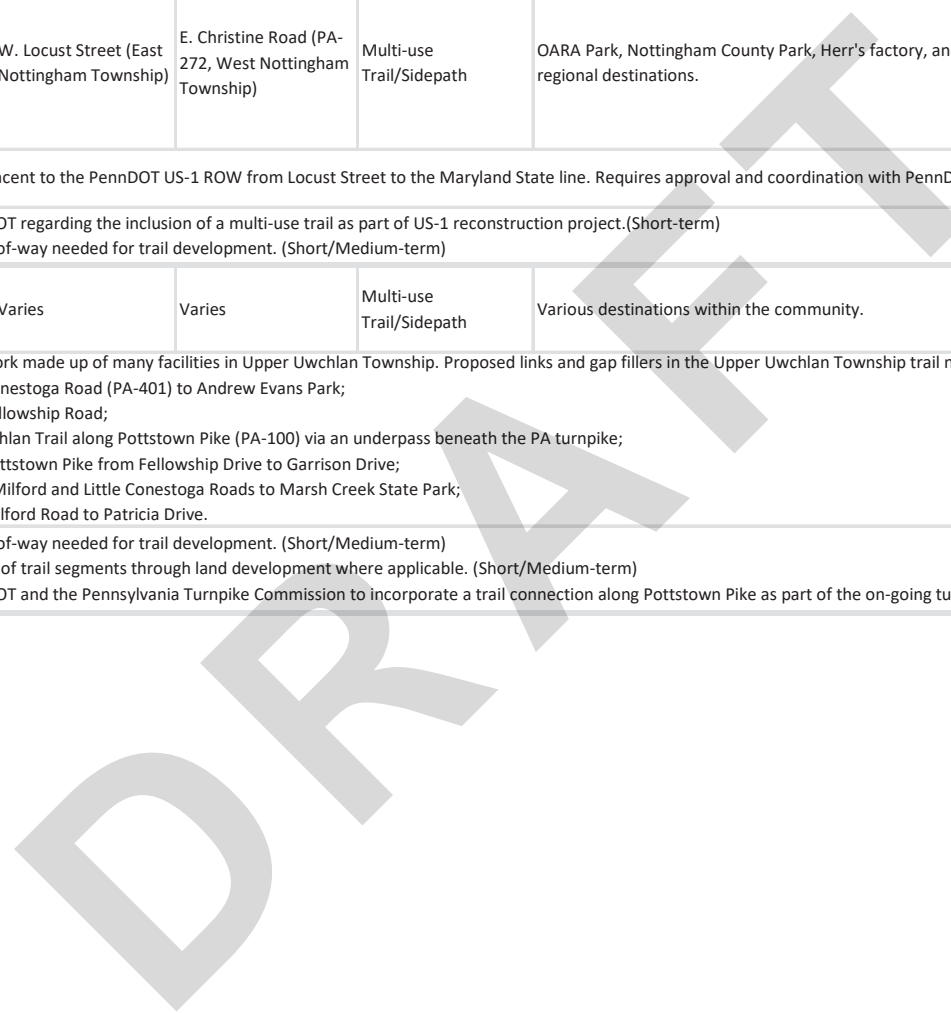 W. Locust Street (East
Nottingham Township)
E. Christine Road (PA-
272, West Nottingham
Township)
Multi-use
Trail/Sidepath
OARA Park, Nottingham County Park, Herr's factory, an
regional destinations.
cent to the PennDOT US-1 ROW from Locust Street to the Maryland State line. Requires approval and coordination with PennD
OT regarding the inclusion of a multi-use trail as part of US-1 reconstruction project.(Short-term)
of-way needed for trail development. (Short/Medium-term)
Varies
Varies
Multi-use
Trail/Sidepath
Various destinations within the community.
ork made up of many facilities in Upper Uwchlan Township. Proposed links and gap fillers in the Upper Uwchlan Township trail n
nestoga Road (PA-401) to Andrew Evans Park;
llowship Road;
hlan Trail along Pottstown Pike (PA-100) via an underpass beneath the PA turnpike;
ttstown Pike from Fellowship Drive to Garrison Drive;
Milford and Little Conestoga Roads to Marsh Creek State Park;
lford Road to Patricia Drive.
of-way needed for trail development. (Short/Medium-term)
of trail segments through land development where applicable. (Short/Medium-term)
OT and the Pennsylvania Turnpike Commission to incorporate a trail connection along Pottstown Pike as part of the on-going tu
DRAFT